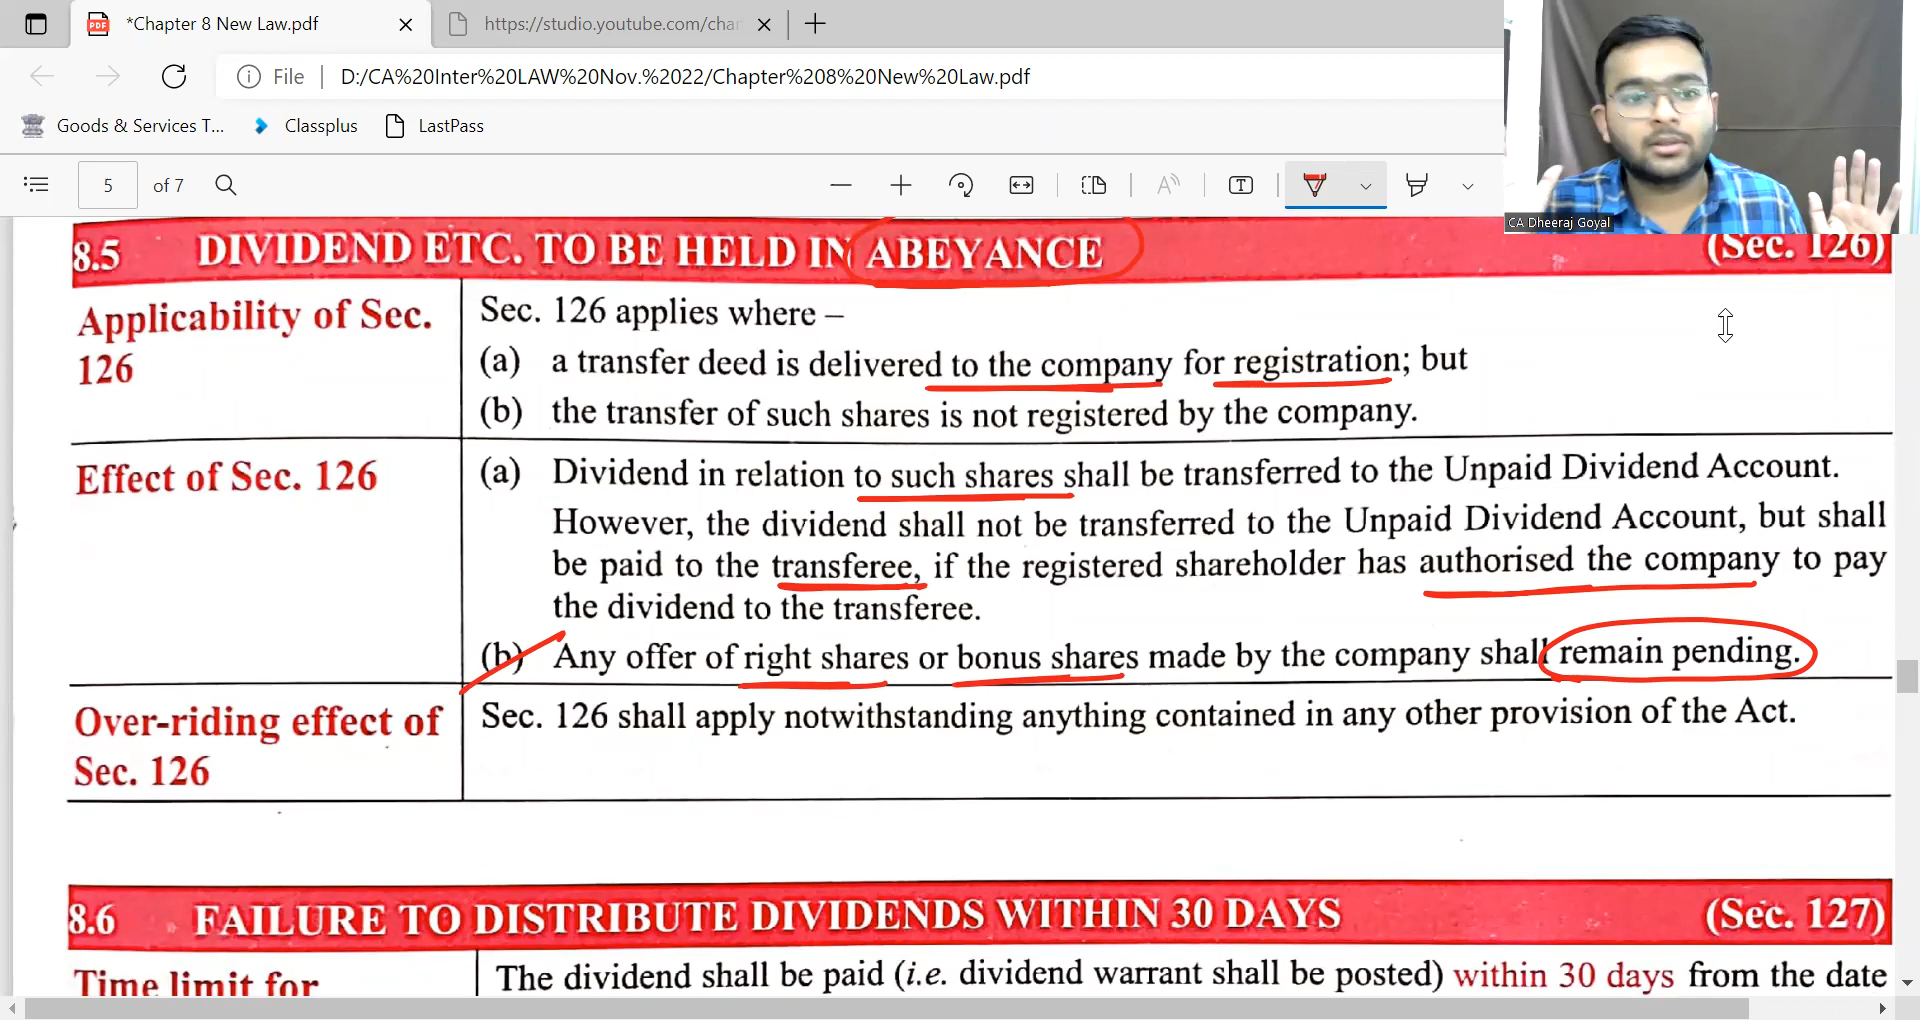 *Chapter 8 New Law.pdf
https://studio.youtube.com/char
File
D:/CA%20Inter%20LAW%20Nov.%2022/Chapter%208%20New%20Law.pdf
Goods & Services T...
Classplus
LastPass
5
of 7
CA Dheeraj Goyal
8.5 DIVIDEND ETC. TO BE HELD IN ABEYANCE (Sec. 126)
Applicability of Sec.
126
Sec. 126 applies where –
(a) a transfer deed is delivered to the company for registration; but
(b) the transfer of such shares is not registered by the company.
Effect of Sec. 126
(a) Dividend in relation to such shares shall be transferred to the Unpaid Dividend Account.
However, the dividend shall not be transferred to the Unpaid Dividend Account, but shall
be paid to the transferee, if the registered shareholder has authorised the company to pay
the dividend to the transferee.
(b) Any offer of right shares or bonus shares made by the company shall remain pending.
Over-riding effect of
Sec. 126
Sec. 126 shall apply notwithstanding anything contained in any other provision of the Act.
8.6 FAILURE TO DISTRIBUTE DIVIDENDS WITHIN 30 DAYS (Sec. 127)
Time limit for
The dividend shall be paid (i.e. dividend warrant shall be posted) within 30 days from the date